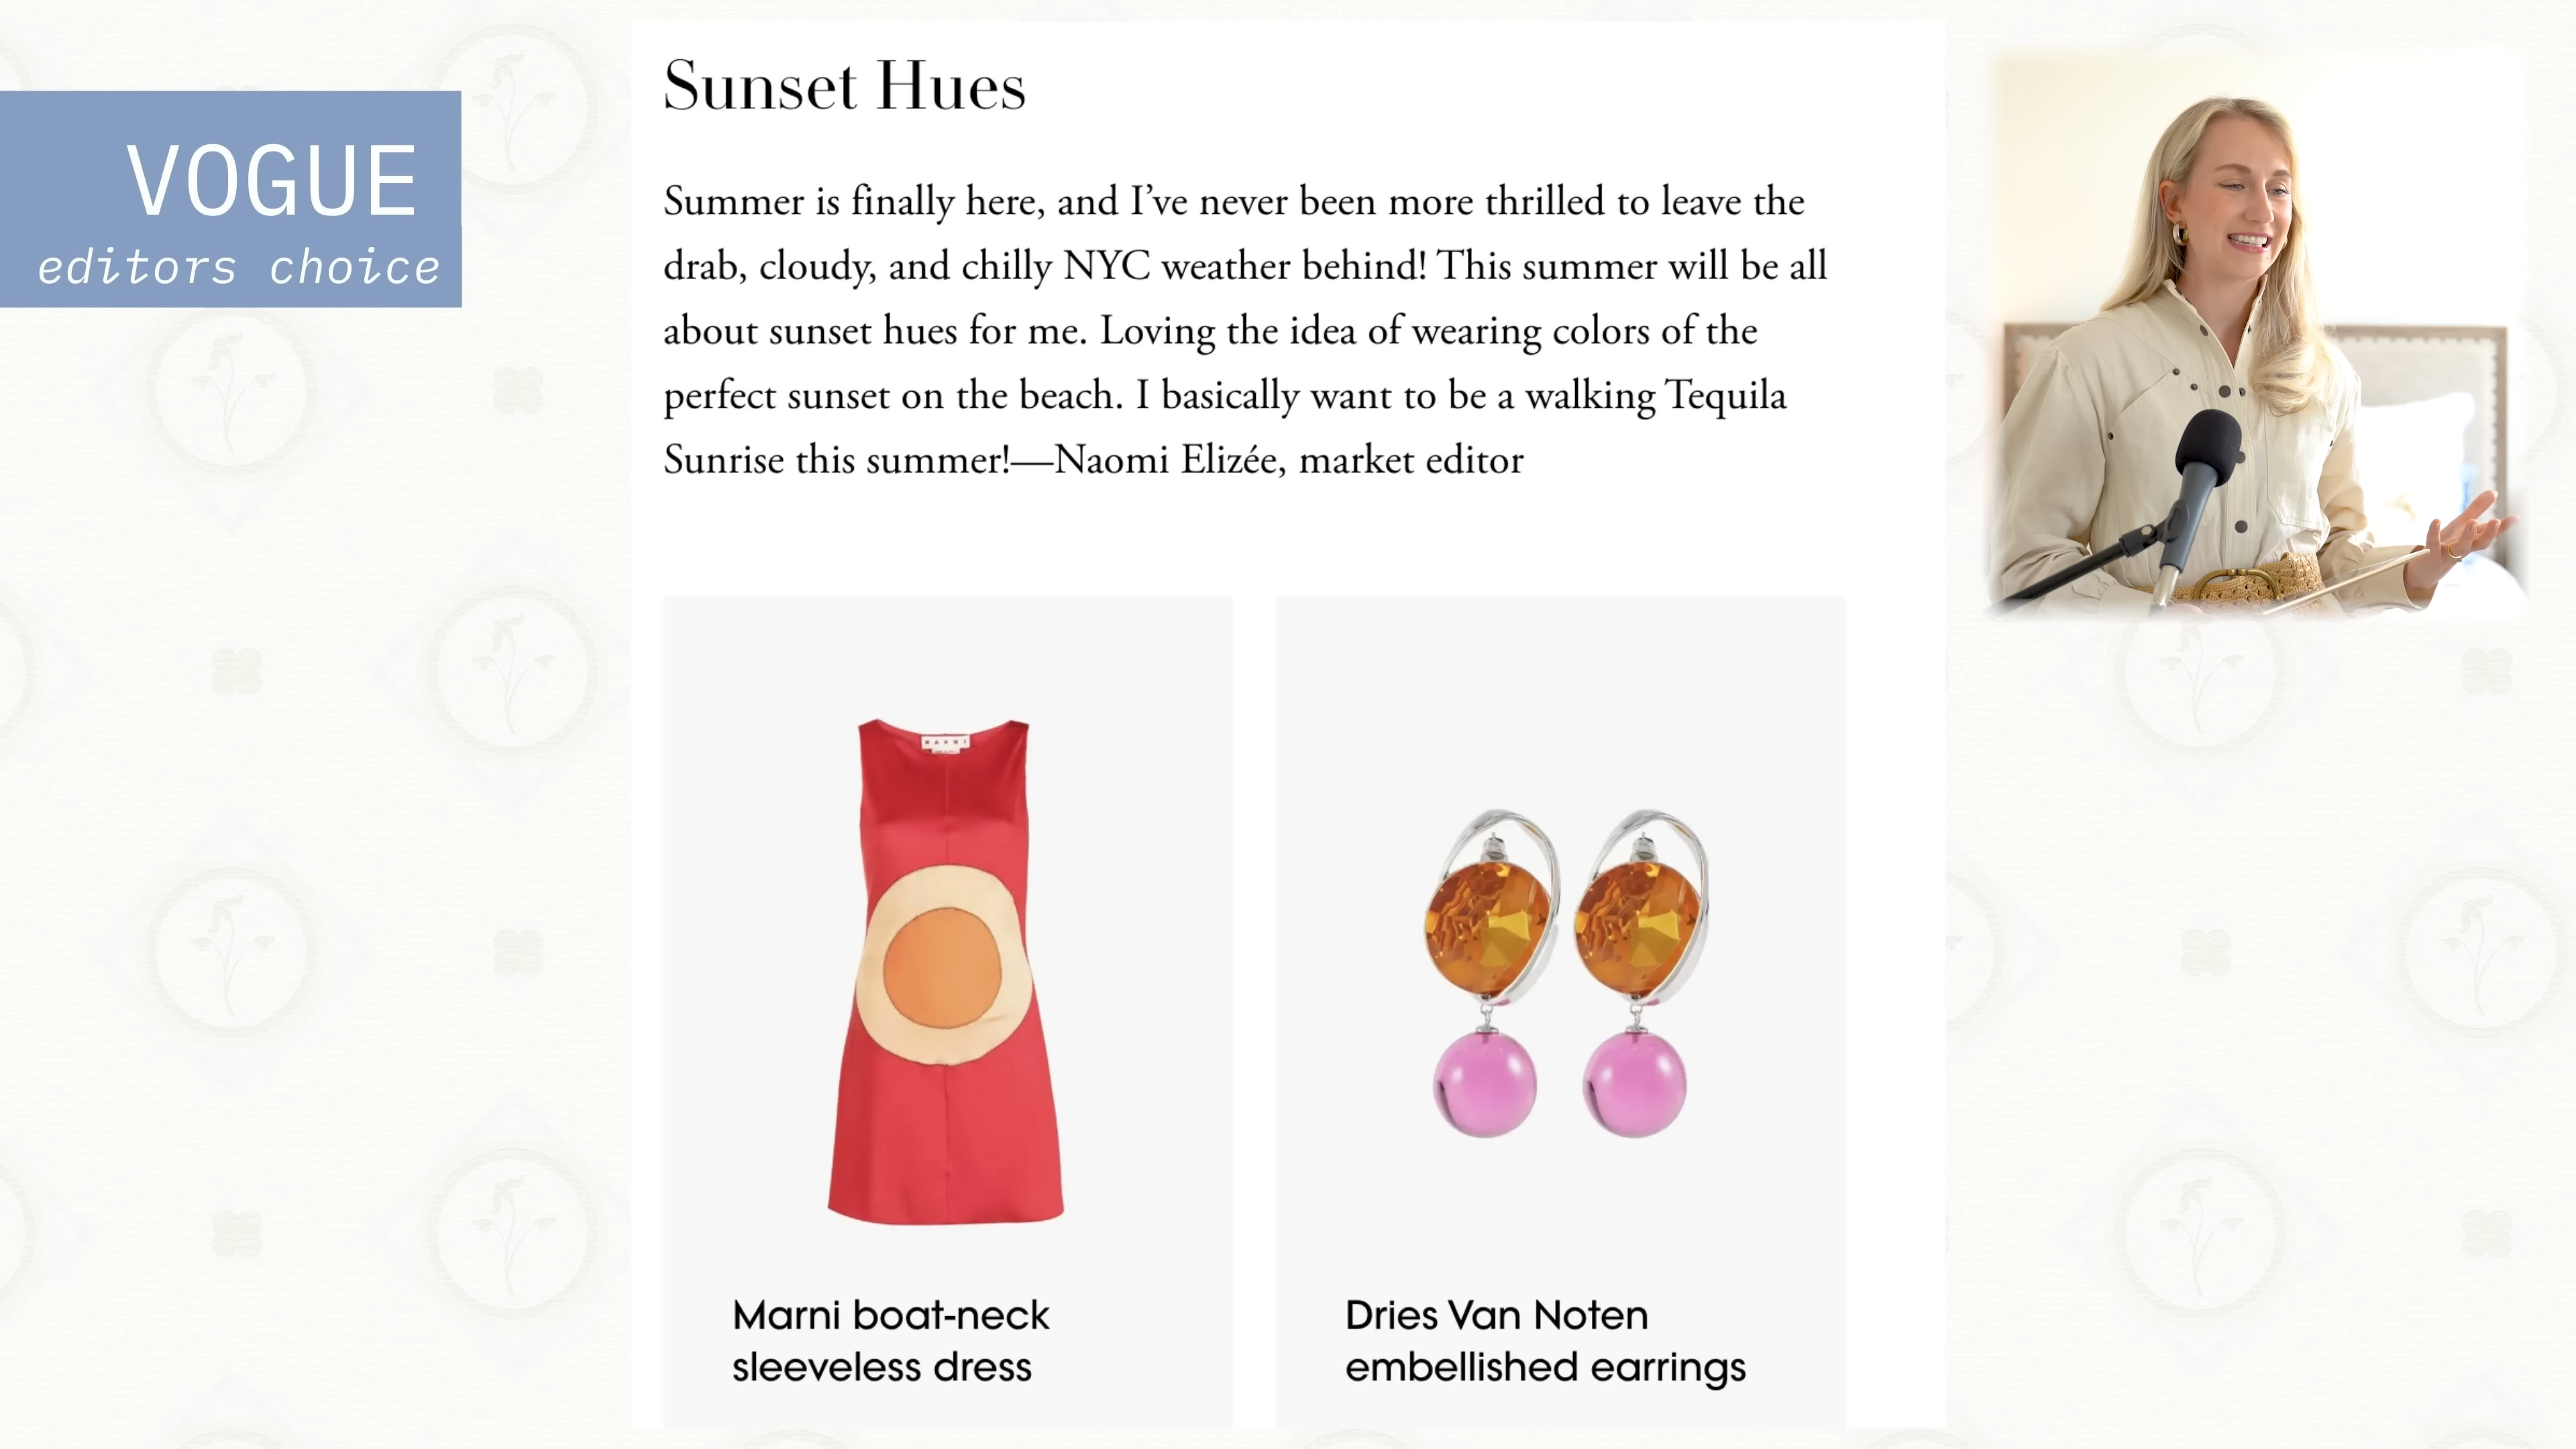 VOGUE
editors choice
Sunset Hues
Summer is finally here, and I’ve never been more thrilled to leave the
drab, cloudy, and chilly NYC weather behind! This summer will be all
about sunset hues for me. Loving the idea of wearing colors of the
perfect sunset on the beach. I basically want to be a walking Tequila
Sunrise this summer!—Naomi Elizée, market editor
MARNI
Marni boat-neck
sleeveless dress
Dries Van Noten
embellished earrings